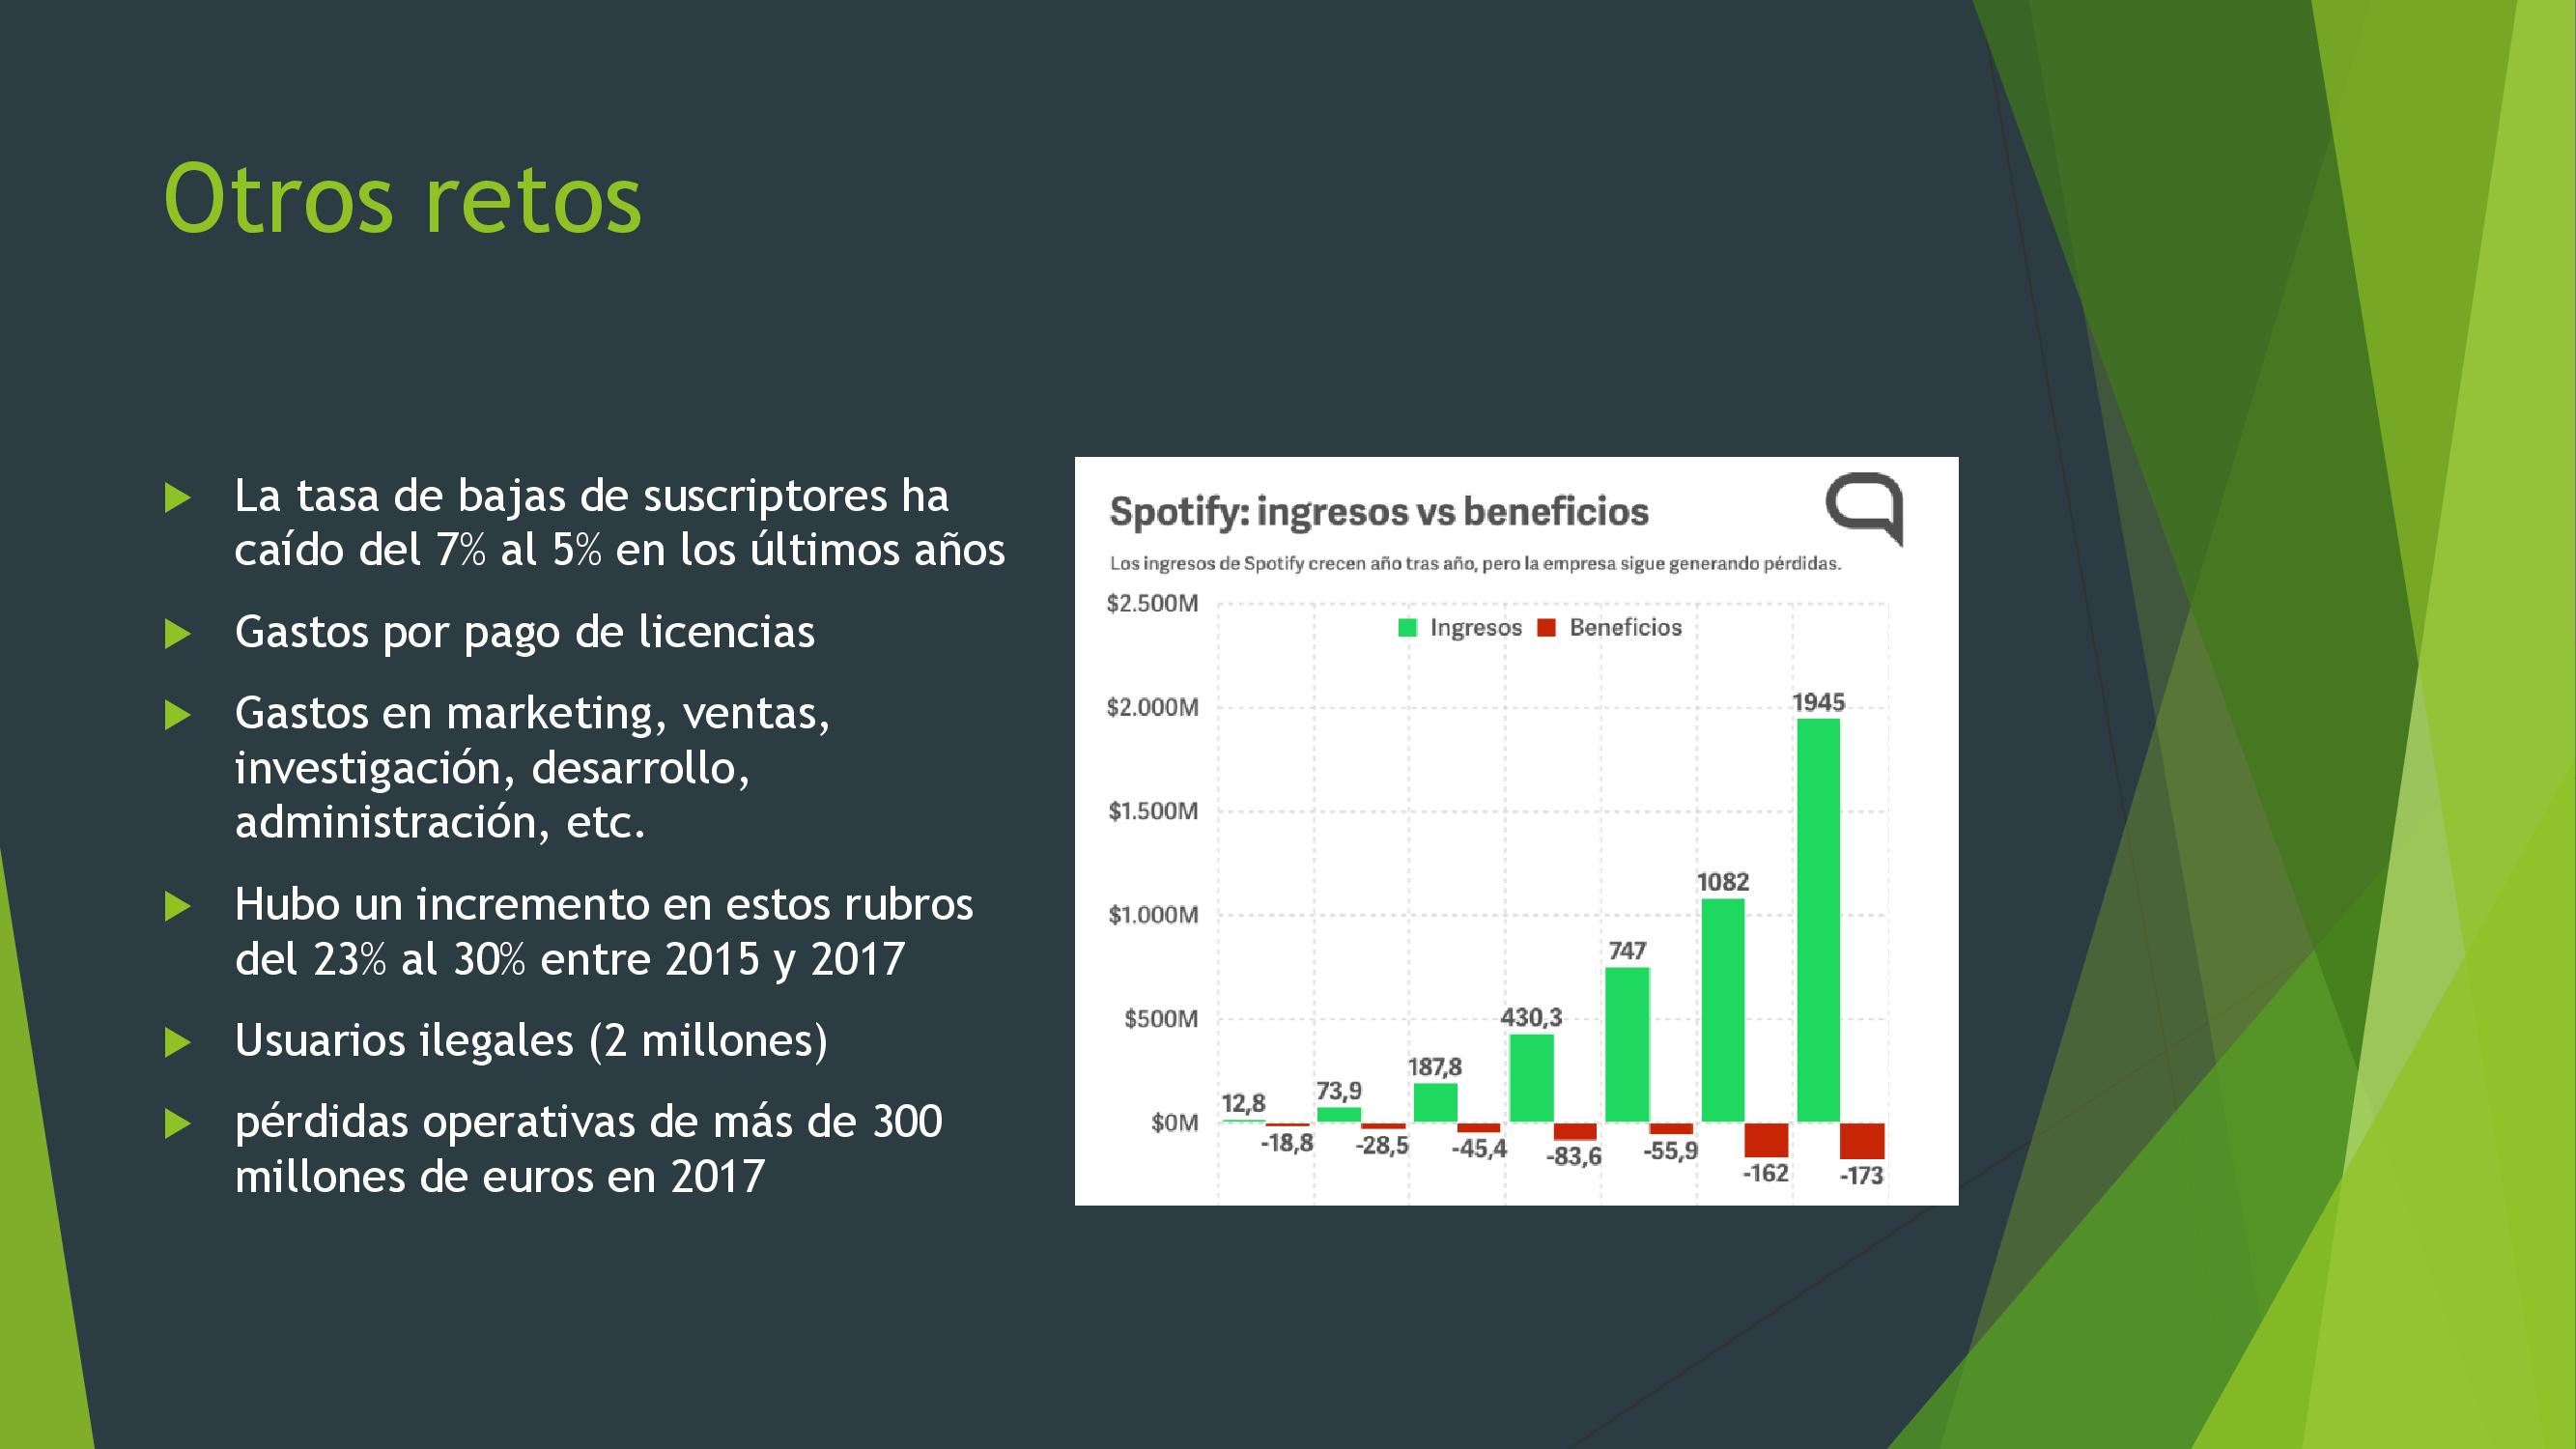 Otros retos
La tasa de bajas de suscriptores ha
caído del 7% al 5% en los últimos años
Gastos por pago de licencias
Gastos en marketing, ventas,
investigación, desarrollo,
administración, etc.
Hubo un incremento en estos rubros
del 23% al 30% entre 2015 y 2017
Usuarios ilegales (2 millones)
pérdidas operativas de más de 300
millones de euros en 2017
Spotify: ingresos vs beneficios
Los ingresos de Spotify crecen año tras año, pero la empresa sigue generando pérdidas.
$2.500M
Ingresos Beneficios
$2.000M
1945
$1.500M
1082
$1.000M
747
$500M
430,3
187,8
73,9
12,8
$0M
-18,8
-28,5
-45,4
-83,6
-55,9
-162
-173